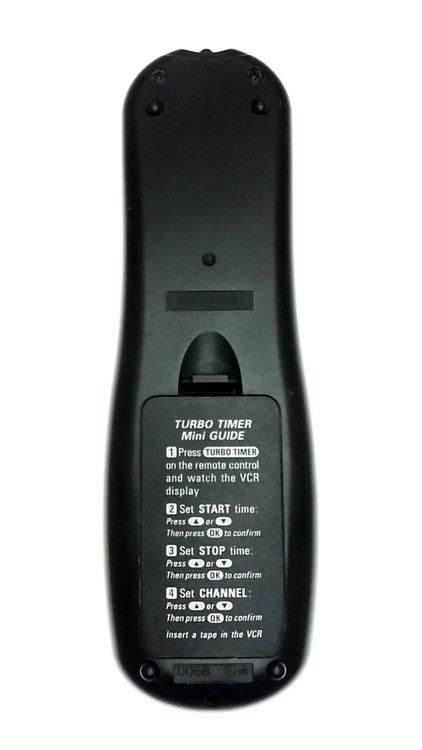 TURBO TIMER
Mini GUIDE
1 Press TURBO TIMER
on the remote control
and watch the VCR
display
2 Set START time:
Press ▲ or ▼
Then press OK to confirm
3 Set STOP time:
Press ▲ or ▼
Then press OK to confirm
4 Set CHANNEL:
Press ▲ or ▼
Then press OK to confirm
Insert a tape in the VCR